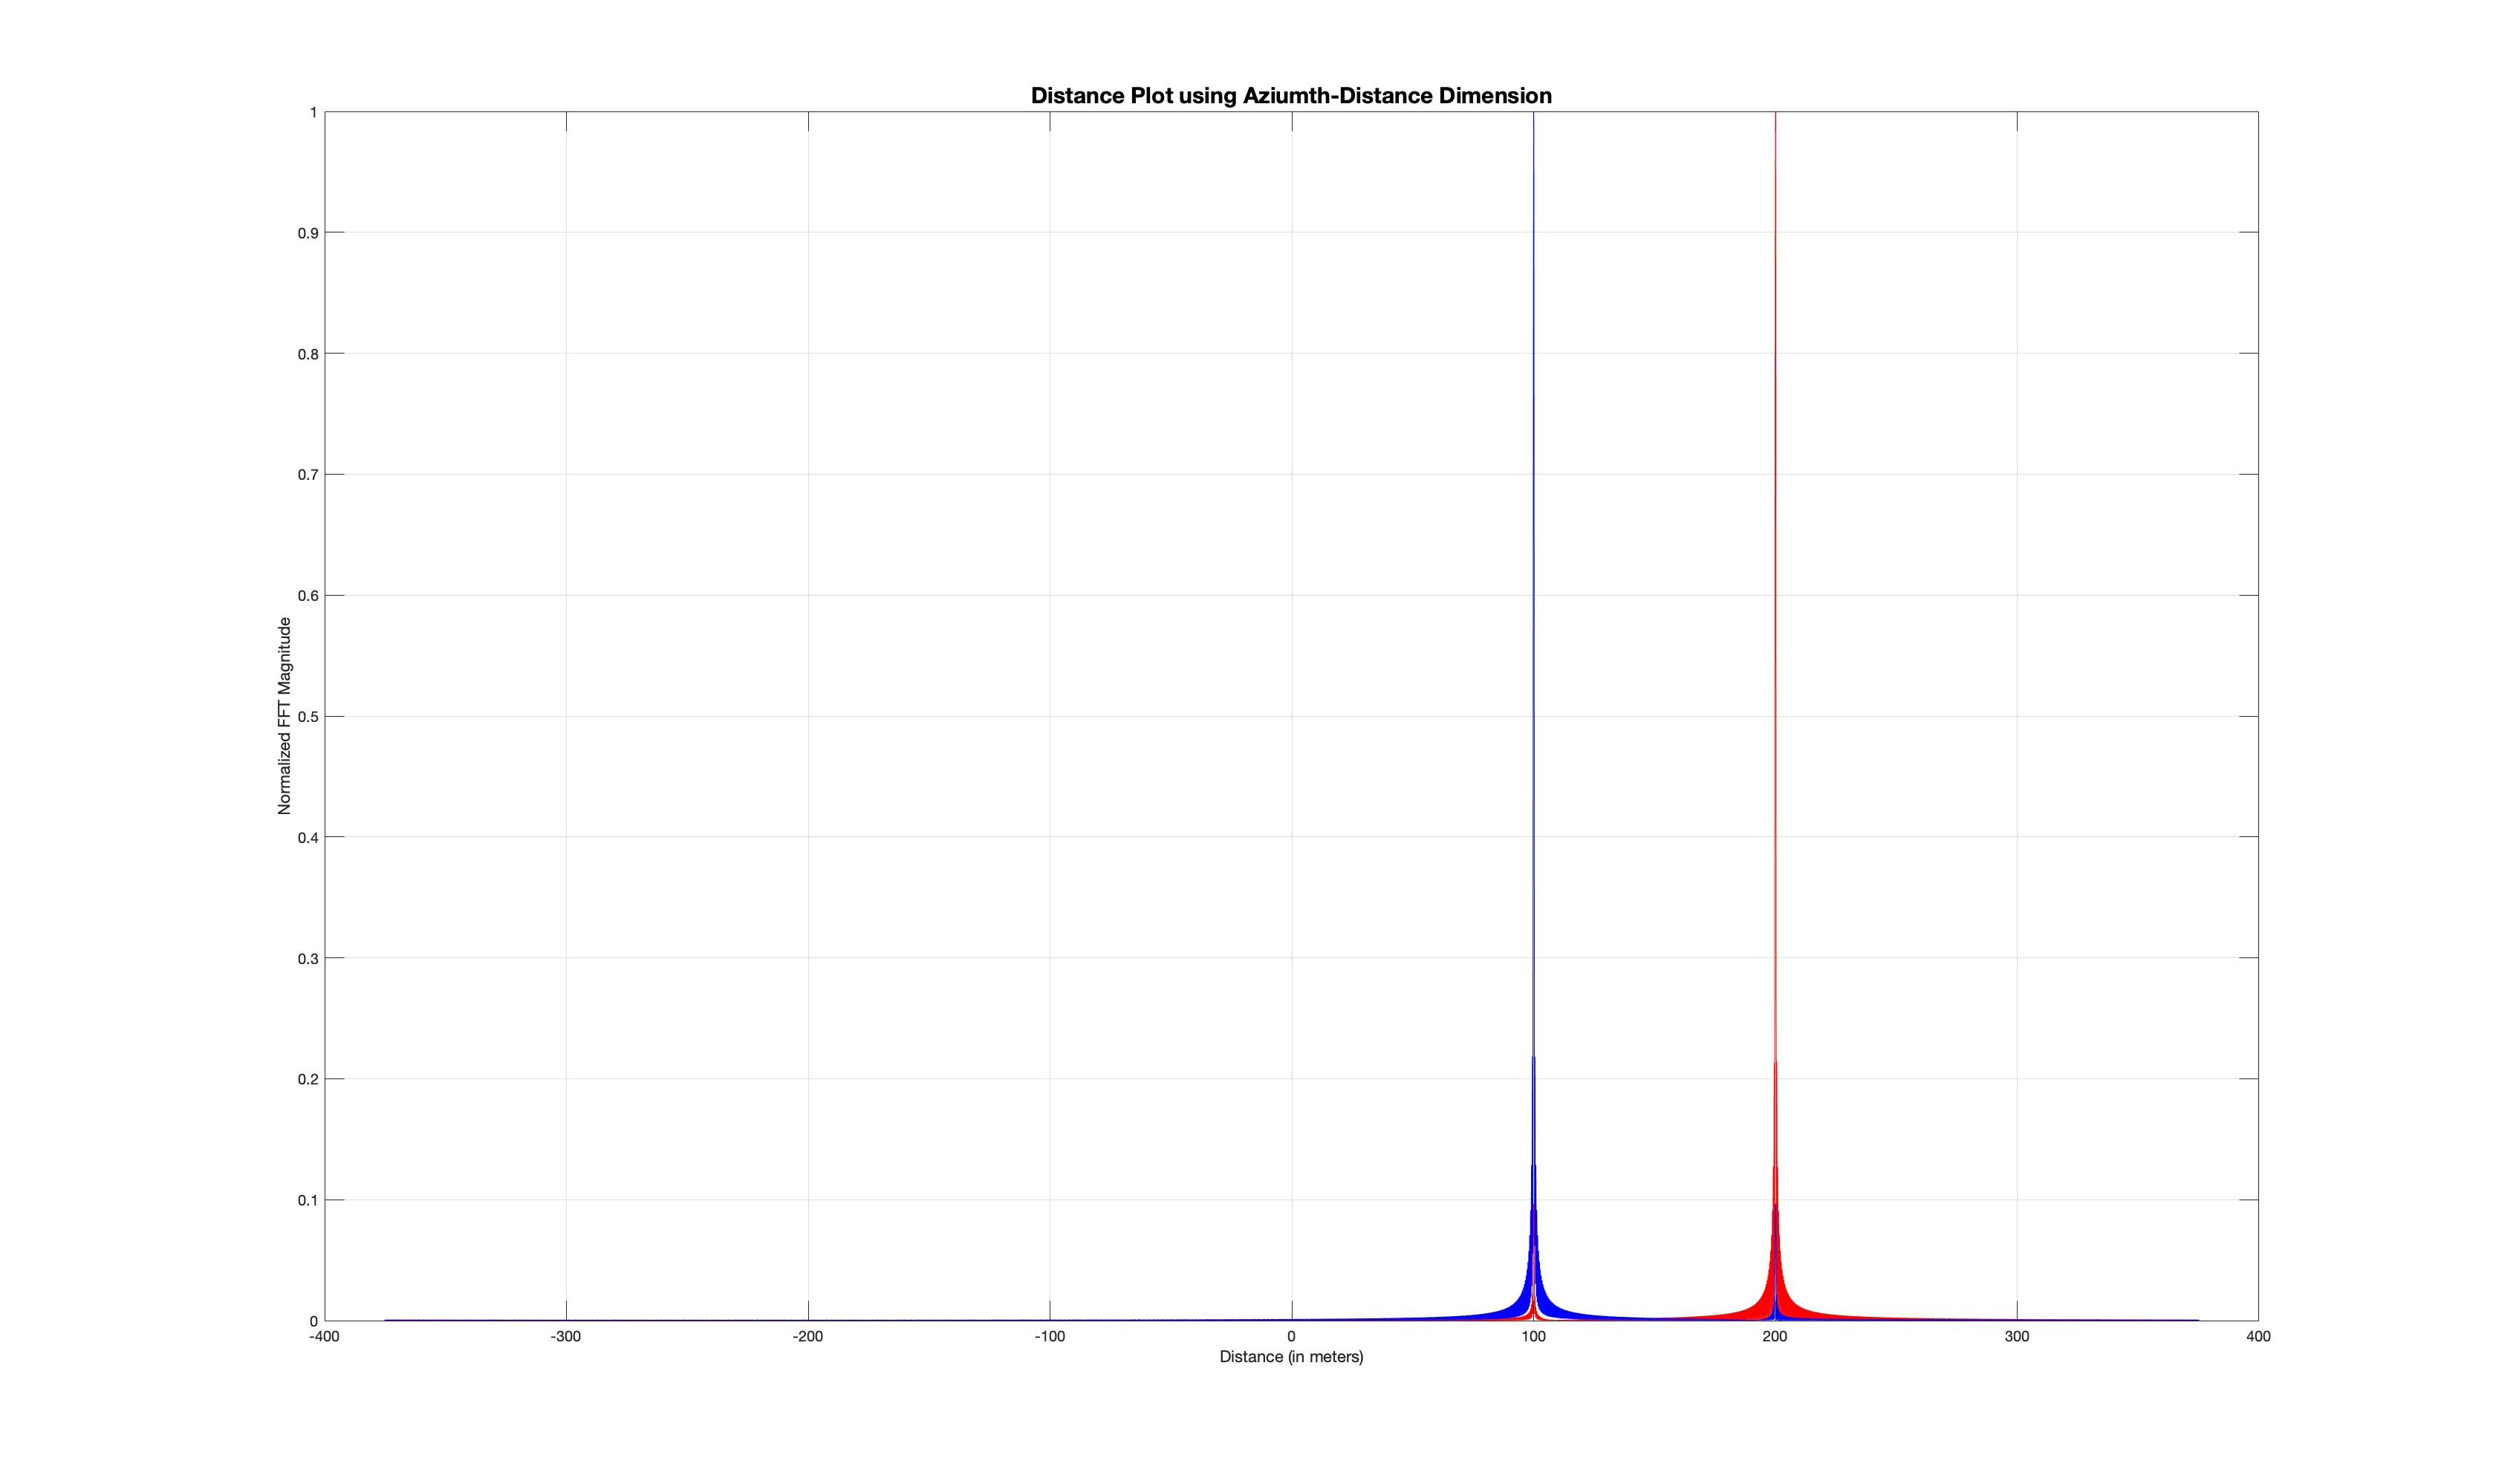 Distance Plot using Aziumth-Distance Dimension
1
0.9
0.8
0.7
0.6
0.5
0.4
0.3
0.2
0.1
0
Normalized FFT Magnitude
-400 -300 -200 -100 0 100 200 300 400
Distance (in meters)